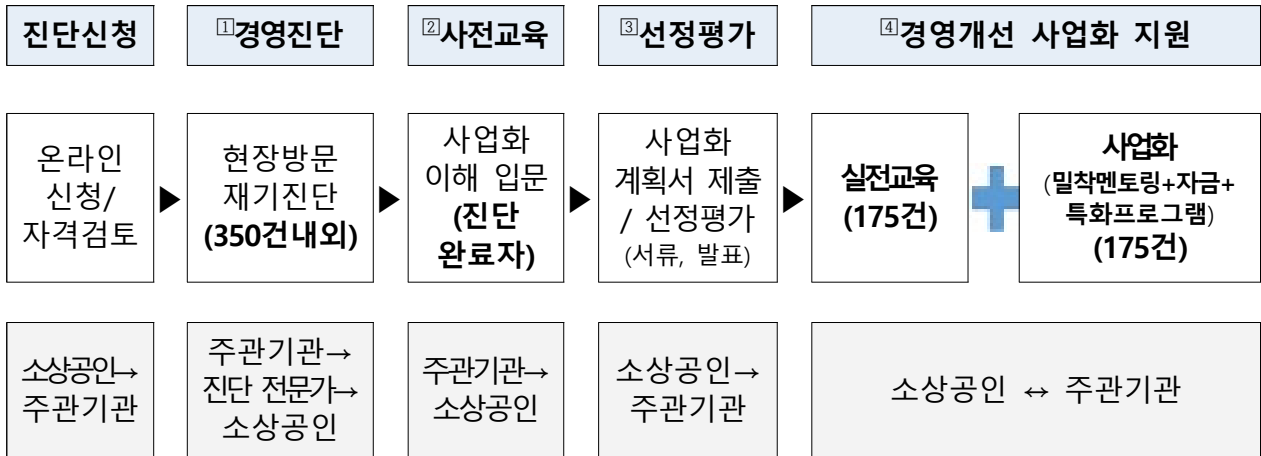 진단신청
1경영진단
2사전교육
3선정평가
4경영개선 사업화 지원
온라인
신청/
자격검토
▶
현장방문
재기진단
(350건내외)
▶
사업화
이해 입문
(진단
완료자)
▶
사업화
계획서 제출
/ 선정평가
(서류, 발표)
▶
실전교육
(175건)
사업화
(밀착멘토링+자금+
특화프로그램)
(175건)
소상공인→
주관기관
주관기관→
진단 전문가→
소상공인
주관기관→
소상공인
소상공인→
주관기관
소상공인 ↔ 주관기관